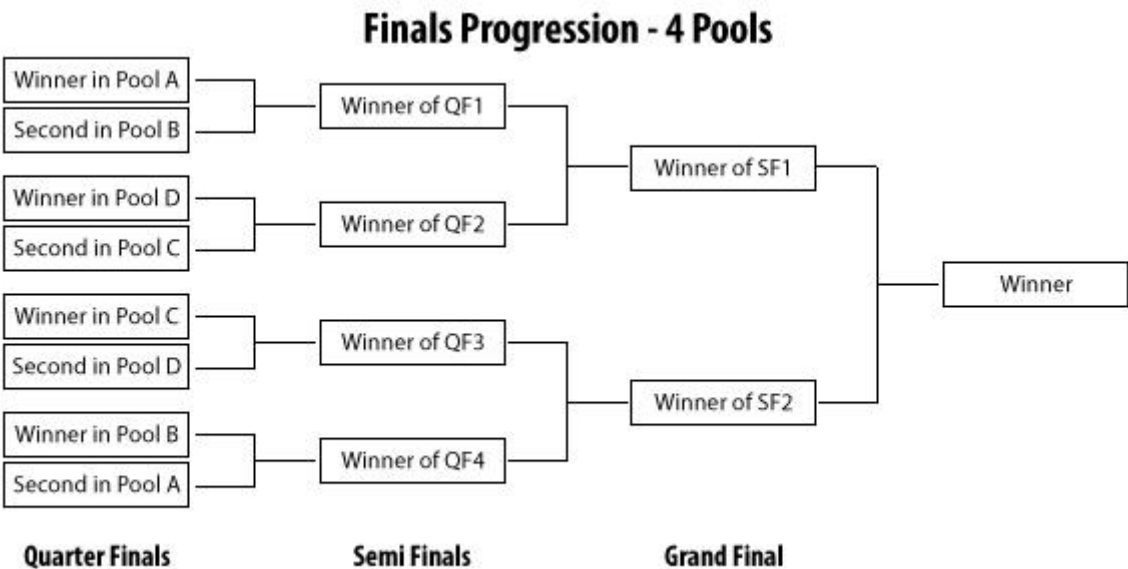 Finals Progression - 4 Pools
Winner in Pool A
Second in Pool B
Winner in Pool D
Second in Pool C
Winner in Pool C
Second in Pool D
Winner in Pool B
Second in Pool A
Winner of QF1
Winner of QF2
Winner of QF3
Winner of QF4
Winner of SF1
Winner of SF2
Winner
Quarter Finals
Semi Finals
Grand Final